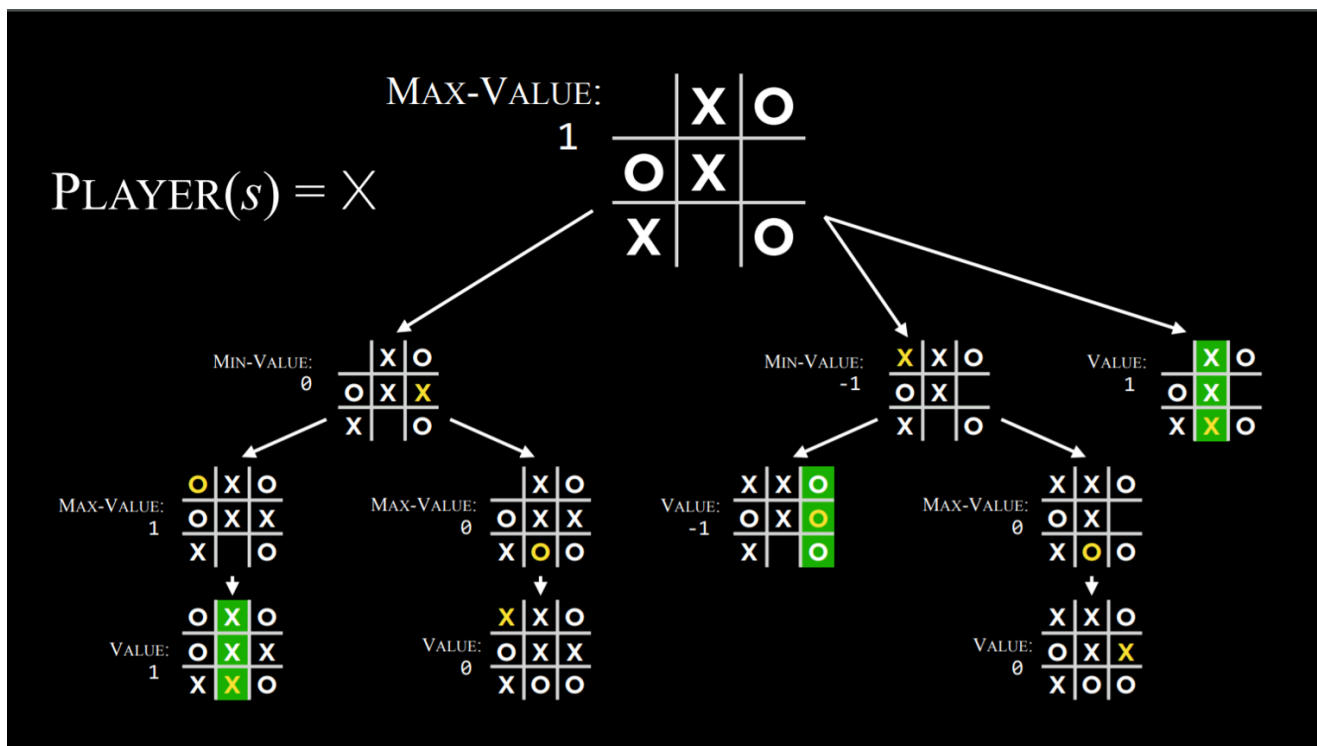 MAX-VALUE:
1
X O
O X
X O
PLAYER(s) = X
MIN-VALUE:
0
X O
O X X
X O
MIN-VALUE:
-1
X X O
O X
X O
VALUE:
1
X O
O X
X X O
MAX-VALUE:
1
O X O
O X X
X O
MAX-VALUE:
0
X O
O X X
X O O
VALUE:
-1
X X O
O X O
X O
MAX-VALUE:
0
X X O
O X
X O O
VALUE:
1
O X O
O X X
X X O
VALUE:
0
X X O
O X X
X O O
VALUE:
0
X X O
O X X
X O O